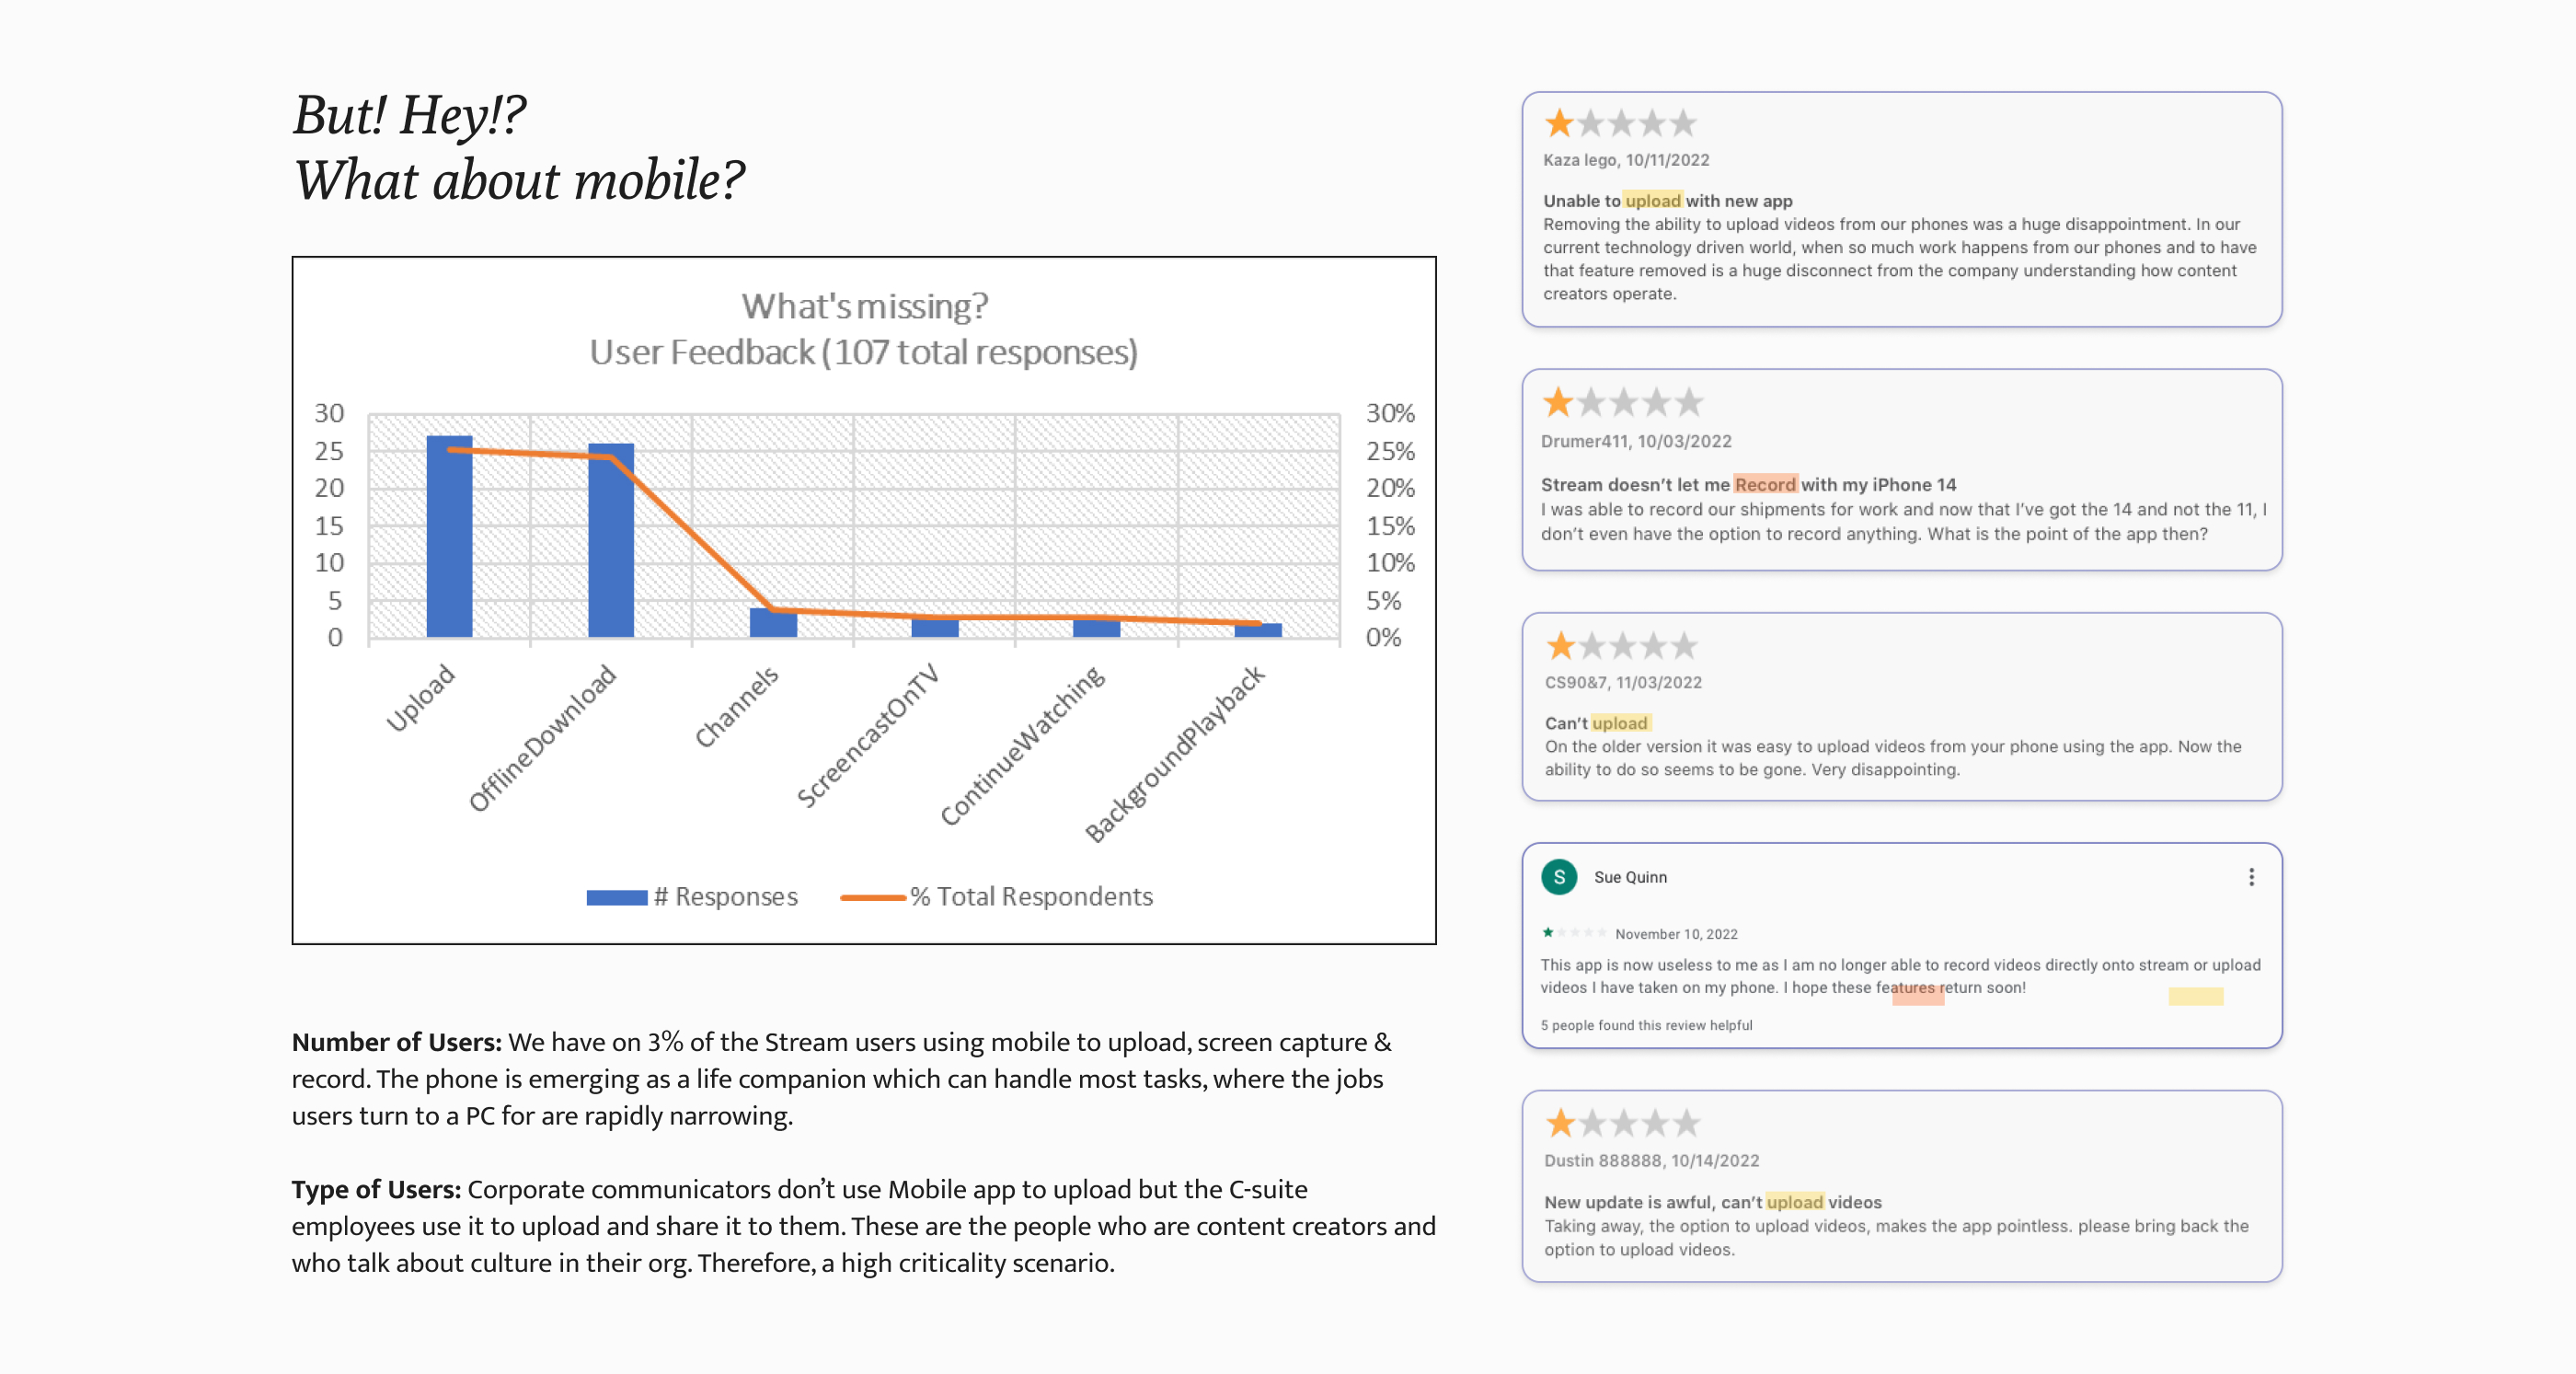 But! Hey!?
What about mobile?
What's missing?
User Feedback (107 total responses)
30
25
20
15
10
5
0
30%
25%
20%
15%
10%
5%
0%
Upload
OfflineDownload
Channels
ScreencastOnTV
ContinueWatching
BackgroundPlayback
# Responses
% Total Respondents
Number of Users: We have on 3% of the Stream users using mobile to upload, screen capture &
record. The phone is emerging as a life companion which can handle most tasks, where the jobs
users turn to a PC for are rapidly narrowing.
Type of Users: Corporate communicators don’t use Mobile app to upload but the C-suite
employees use it to upload and share it to them. These are the people who are content creators and
who talk about culture in their org. Therefore, a high criticality scenario.
Kaza lego, 10/11/2022
Unable to upload with new app
Removing the ability to upload videos from our phones was a huge disappointment. In our
current technology driven world, when so much work happens from our phones and to have
that feature removed is a huge disconnect from the company understanding how content
creators operate.
Drumer411, 10/03/2022
Stream doesn’t let me Record with my iPhone 14
I was able to record our shipments for work and now that I’ve got the 14 and not the 11, I
don’t even have the option to record anything. What is the point of the app then?
CS90&7, 11/03/2022
Can’t upload
On the older version it was easy to upload videos from your phone using the app. Now the
ability to do so seems to be gone. Very disappointing.
S
Sue Quinn
November 10, 2022
This app is now useless to me as I am no longer able to record videos directly onto stream or upload
videos I have taken on my phone. I hope these features return soon!
5 people found this review helpful
Dustin 888888, 10/14/2022
New update is awful, can’t upload videos
Taking away, the option to upload videos, makes the app pointless. please bring back the
option to upload videos.